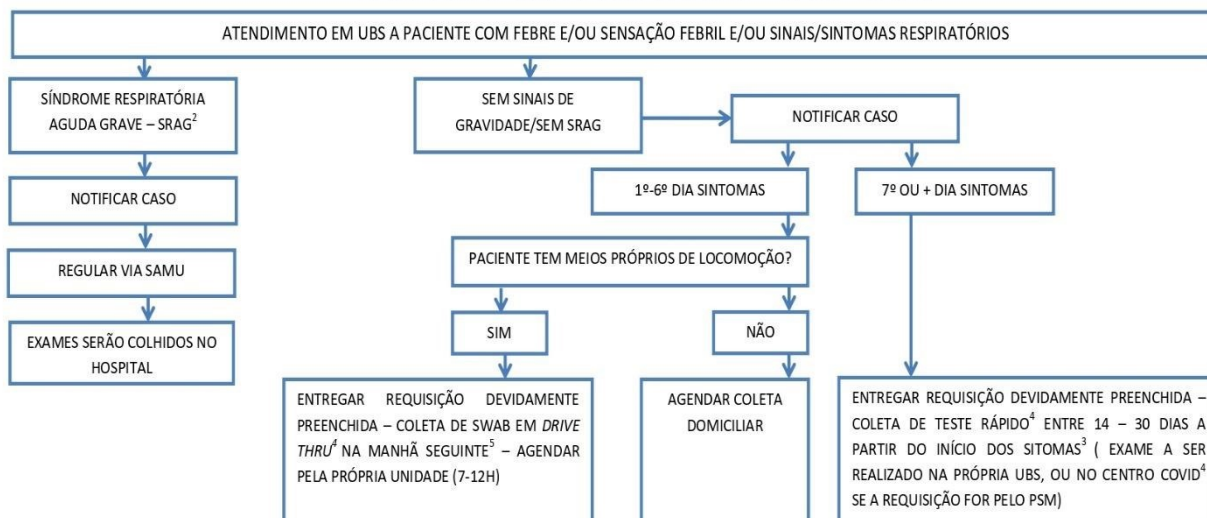 ATENDIMENTO EM UBS A PACIENTE COM FEBRE E/OU SENSAÇÃO FEBRIL E/OU SINAIS/SINTOMAS RESPIRATÓRIOS
SÍNDROME RESPIRATÓRIA
AGUDA GRAVE – SRAG²
NOTIFICAR CASO
REGULAR VIA SAMU
EXAMES SERÃO COLHIDOS NO
HOSPITAL
SEM SINAIS DE
GRAVIDADE/SEM SRAG
NOTIFICAR CASO
1º-6º DIA SINTOMAS
7º OU + DIA SINTOMAS
PACIENTE TEM MEIOS PRÓPRIOS DE LOCOMOÇÃO?
SIM
NÃO
ENTREGAR REQUISIÇÃO DEVIDAMENTE
PREENCHIDA – COLETA DE SWAB EM DRIVE
THRU⁴ NA MANHÃ SEGUINTE⁵ – AGENDAR
PELA PRÓPRIA UNIDADE (7-12H)
AGENDAR COLETA
DOMICILIAR
ENTREGAR REQUISIÇÃO DEVIDAMENTE PREENCHIDA –
COLETA DE TESTE RÁPIDO⁴ ENTRE 14 – 30 DIAS A
PARTIR DO INÍCIO DOS SITOMAS³ ( EXAME A SER
REALIZADO NA PRÓPRIA UBS, OU NO CENTRO COVID⁴
SE A REQUISIÇÃO FOR PELO PSM)